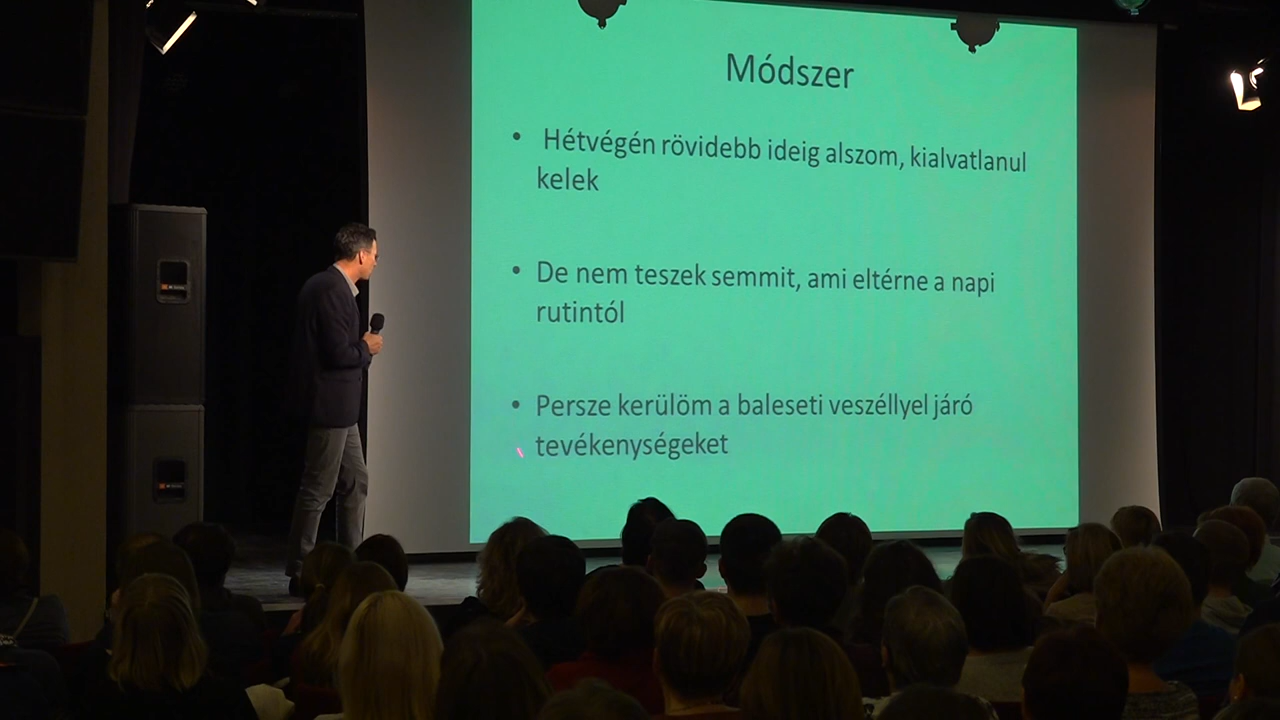 Módszer
• Hétvégén rövidebb ideig alszom, kialvatlanul
kelek
• De nem teszek semmit, ami eltérne a napi
rutintól
• Persze kerülöm a baleseti veszéllyel járó
tevékenységeket